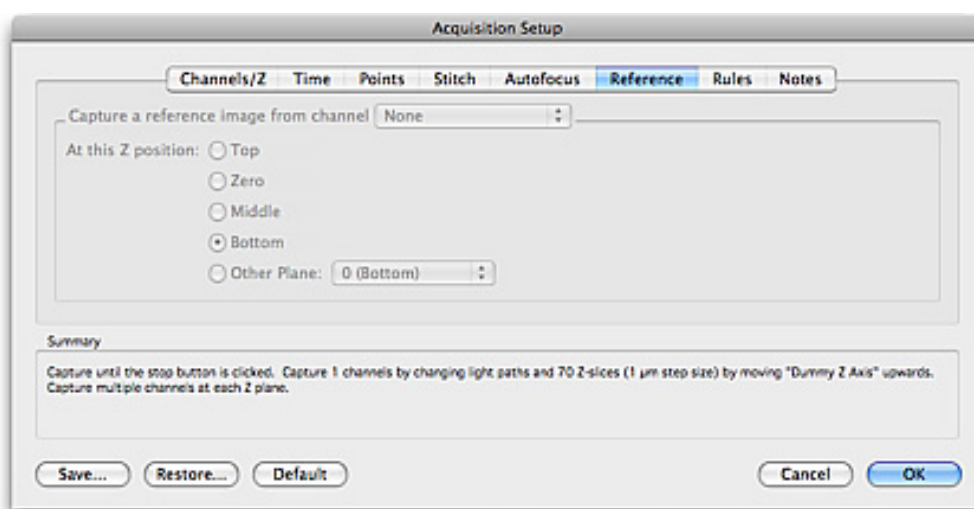 Acquisition Setup
Channels/Z Time Points Stitch Autofocus Reference Rules Notes
Capture a reference image from channel None
At this Z position: Top
Zero
Middle
Bottom
Other Plane: 0 (Bottom)
Summary
Capture until the stop button is clicked. Capture 1 channels by changing light paths and 70 Z-slices (1 µm step size) by moving "Dummy Z Axis" upwards.
Capture multiple channels at each Z plane.
Save... Restore... Default Cancel OK